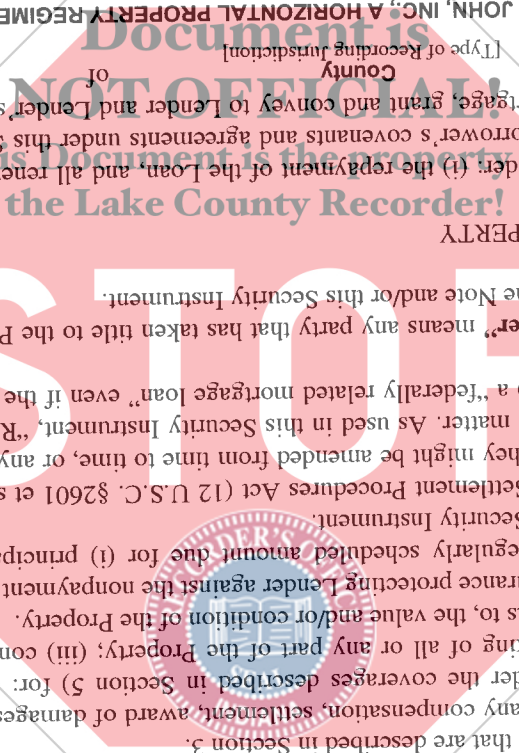 Document is
NOT OFFICIAL!
is Document is the property
the Lake County Recorder!
STOP
RECORDER'S
that are described in Section 3.
any compensation, settlement, award of damages
der the coverages described in Section 5) for:
ing of all or any part of the Property; (iii) con
s to, the value and/or condition of the Property.
rance protecting Lender against the nonpayment
egularly scheduled amount due for (i) principa
Security Instrument.
ettlement Procedures Act (12 U.S.C. §2601 et s
hey might be amended from time to time, or any
matter. As used in this Security Instrument, “R
o a “federally related mortgage loan” even if the
er” means any party that has taken title to the P
ne Note and/or this Security Instrument.
PERTY
der: (i) the repayment of the Loan, and all rene
orrower’s covenants and agreements under this S
tgage, grant and convey to Lender and Lender’s
County of
[Type of Recording Jurisdiction]
JOHN, INC., A HORIZONTAL PROPERTY REGIME